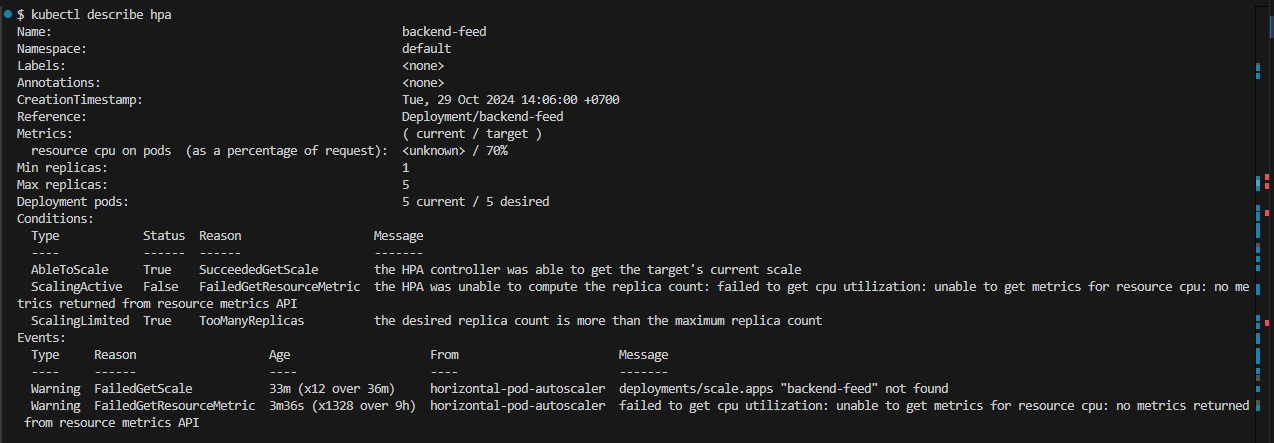 $ kubectl describe hpa
Name: backend-feed
Namespace: default
Labels: <none>
Annotations: <none>
CreationTimestamp: Tue, 29 Oct 2024 14:06:00 +0700
Reference: Deployment/backend-feed
Metrics: ( current / target )
  resource cpu on pods  (as a percentage of request):  <unknown> / 70%
Min replicas: 1
Max replicas: 5
Deployment pods: 5 current / 5 desired
Conditions:
  Type            Status  Reason                   Message
  ----            ------  ------                   -------
  AbleToScale     True    SucceededGetScale        the HPA controller was able to get the target's current scale
  ScalingActive   False   FailedGetResourceMetric  the HPA was unable to compute the replica count: failed to get cpu utilization: unable to get metrics for resource cpu: no me
trics returned from resource metrics API
  ScalingLimited  True    TooManyReplicas          the desired replica count is more than the maximum replica count
Events:
  Type     Reason                   Age                    From                       Message
  ----     ------                   ----                   ----                       -------
  Warning  FailedGetScale           33m (x12 over 36m)     horizontal-pod-autoscaler  deployments/scale.apps "backend-feed" not found
  Warning  FailedGetResourceMetric  3m36s (x1328 over 9h)  horizontal-pod-autoscaler  failed to get cpu utilization: unable to get metrics for resource cpu: no metrics returned
 from resource metrics API